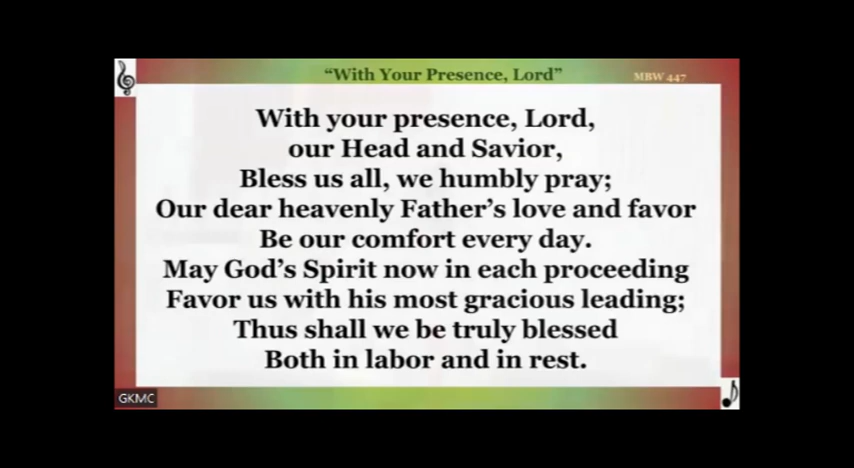 “With Your Presence, Lord”
MBW 447
With your presence, Lord,
our Head and Savior,
Bless us all, we humbly pray;
Our dear heavenly Father’s love and favor
Be our comfort every day.
May God’s Spirit now in each proceeding
Favor us with his most gracious leading;
Thus shall we be truly blessed
Both in labor and in rest.
GKMC